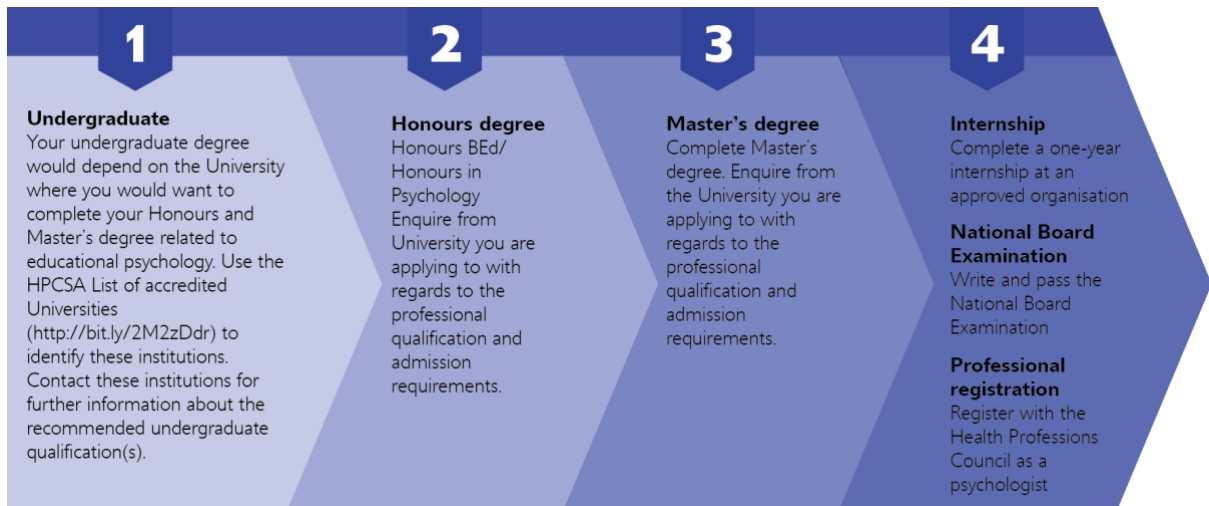 1
Undergraduate
Your undergraduate degree
would depend on the University
where you would want to
complete your Honours and
Master's degree related to
educational psychology. Use the
HPCSA List of accredited
Universities
(http://bit.ly/2M2zDdr) to
identify these institutions.
Contact these institutions for
further information about the
recommended undergraduate
qualification(s).
2
Honours degree
Honours BEd/
Honours in
Psychology
Enquire from
University you are
applying to with
regards to the
professional
qualification and
admission
requirements.
3
Master's degree
Complete Master's
degree. Enquire from
the University you are
applying to with
regards to the
professional
qualification and
admission
requirements.
4
Internship
Complete a one-year
internship at an
approved organisation
National Board
Examination
Write and pass the
National Board
Examination
Professional
registration
Register with the
Health Professions
Council as a
psychologist